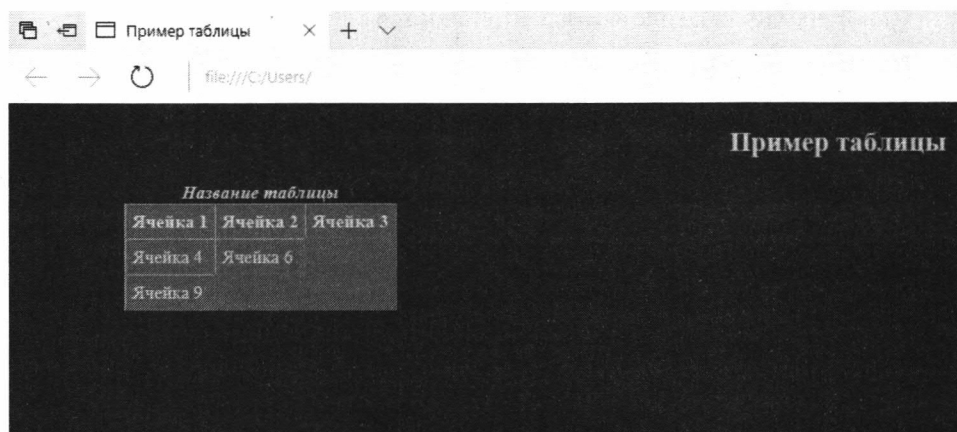 Пример таблицы
file:///C:/Users/
Пример таблицы
Название таблицы
Ячейка 1 Ячейка 2 Ячейка 3
Ячейка 4 Ячейка 6
Ячейка 9